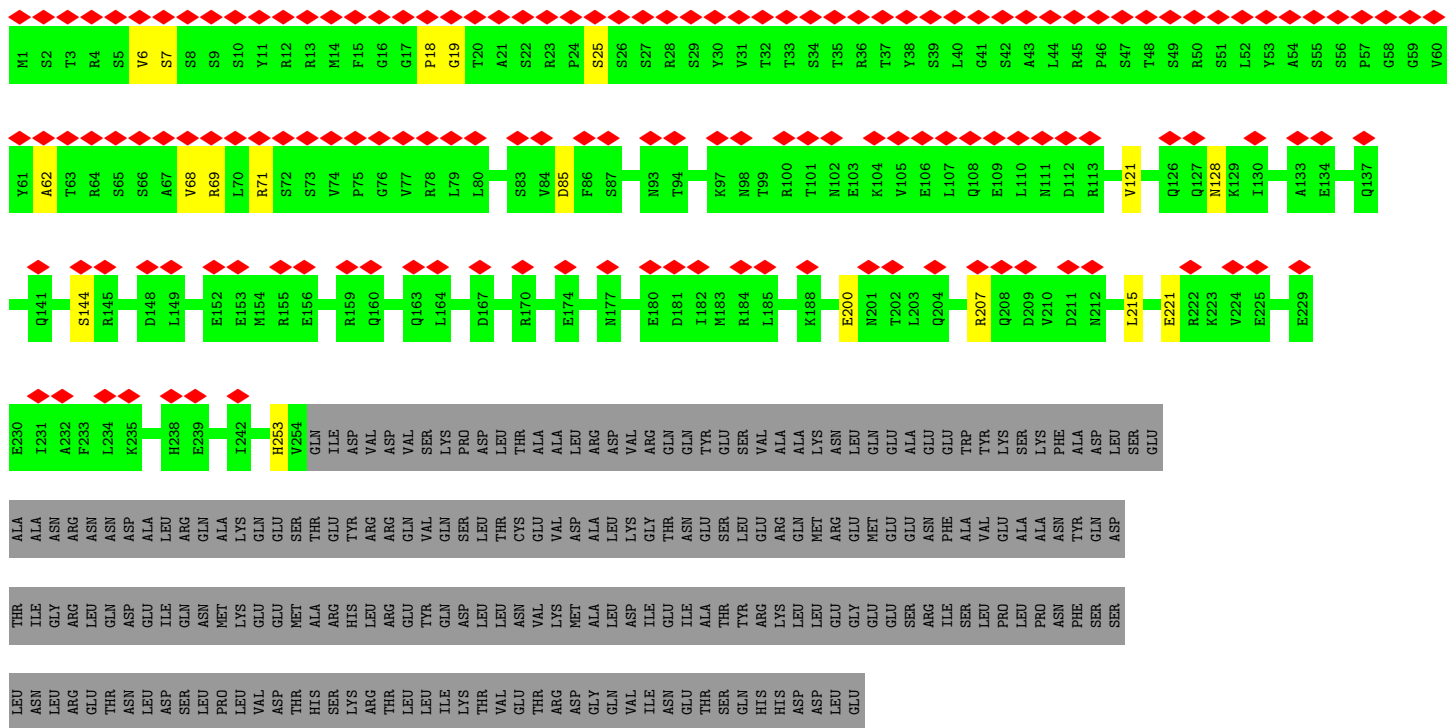 M1 S2 T3 R4 S5 V6 S7 S8 S9 S10 Y11 R12 R13 M14 F15 G16 G17 P18 G19 T20 A21 S22 R23 P24 S25 S26 S27 R28 S29 Y30 V31 T32 T33 S34 T35 R36 T37 Y38 S39 L40 G41 S42 A43 L44 R45 P46 S47 T48 S49 R50 S51 L52 Y53 A54 S55 S56 P57 G58 G59 V60
Y61 A62 T63 R64 S65 S66 A67 V68 R69 L70 R71 S72 S73 V74 P75 G76 V77 R78 L79 L80 S83 V84 D85 F86 S87 N93 T94 K97 N98 T99 R100 T101 N102 E103 K104 V105 E106 L107 Q108 E109 L110 N111 D112 R113 V121 Q126 Q127 N128 K129 I130 A133 E134 Q137
Q141 S144 R145 D148 L149 E152 E153 M154 R155 E156 R159 Q160 Q163 L164 D167 R170 E174 N177 E180 D181 I182 M183 R184 L185 K188 E200 N201 T202 L203 Q204 R207 Q208 D209 V210 D211 N212 L215 E221 R222 K223 V224 E225 E229
E230 I231 A232 F233 L234 K235 H238 E239 I242 H253 V254 GLN ILE ASP VAL ASP VAL SER LYS PRO ASP LEU THR ALA ALA LEU ARG ASP VAL ARG GLN GLN TYR GLU SER VAL ALA ALA LYS ASN LEU GLN GLU ALA GLU GLU TRP TYR LYS SER LYS PHE ALA ASP LEU SER GLU
ALA ALA ASN ARG ASN ASN ASP ALA LEU ARG GLN ALA LYS GLN GLU SER THR GLU TYR ARG ARG GLN VAL GLN SER LEU THR CYS GLU VAL ASP ALA LEU LYS GLY THR ASN GLU SER LEU GLU ARG GLN MET ARG GLU MET GLU GLU ASN PHE ALA VAL GLU ALA ALA ASN TYR GLN ASP
THR ILE GLY ARG LEU GLN ASP GLU ILE GLN ASN MET LYS GLU GLU MET ALA ARG HIS LEU ARG GLU TYR GLN ASP LEU LEU ASN VAL LYS MET ALA LEU ASP ILE GLU ILE ALA THR TYR ARG LYS LEU LEU GLU GLY GLU GLU SER ARG ILE SER LEU PRO LEU PRO ASN PHE SER SER
LEU ASN LEU ARG GLU THR ASN LEU ASP SER LEU PRO LEU VAL ASP THR HIS SER LYS ARG THR LEU LEU ILE LYS THR VAL GLU THR ARG ASP GLY GLN VAL ILE ASN GLU THR SER GLN HIS HIS ASP ASP LEU GLU